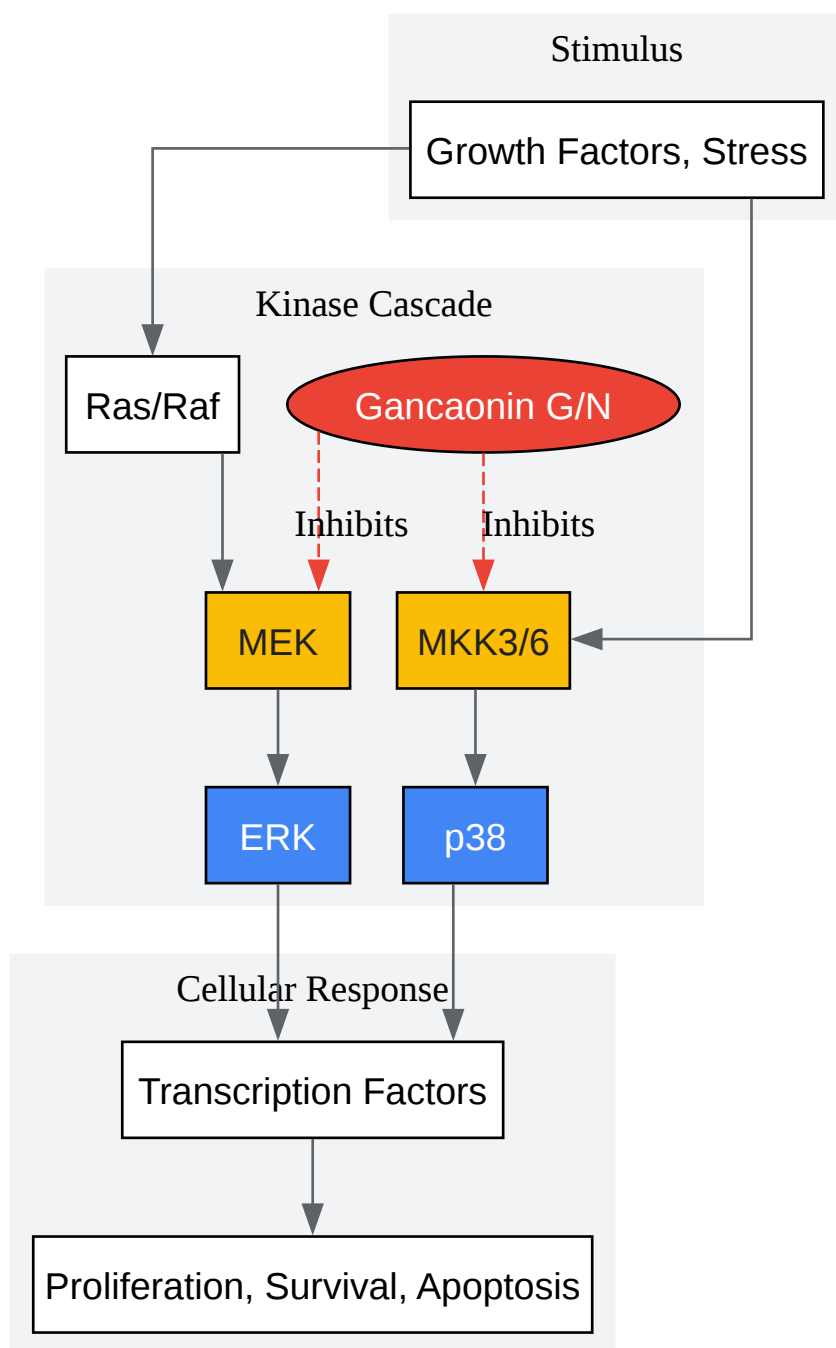 Stimulus
Growth Factors, Stress
Kinase Cascade
Ras/Raf
Gancaonin G/N
Inhibits
Inhibits
MEK
MKK3/6
ERK
p38
Cellular Response
Transcription Factors
Proliferation, Survival, Apoptosis